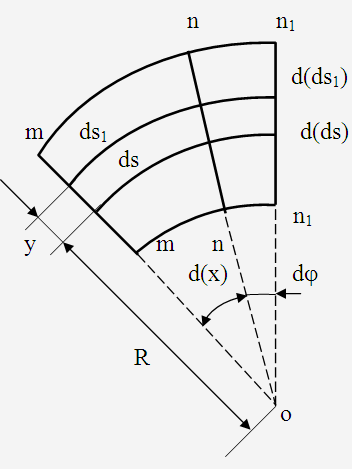 n n₁
d(ds₁)
m ds₁ d(ds)
ds
n₁
y m n
d(x) dφ
R
o